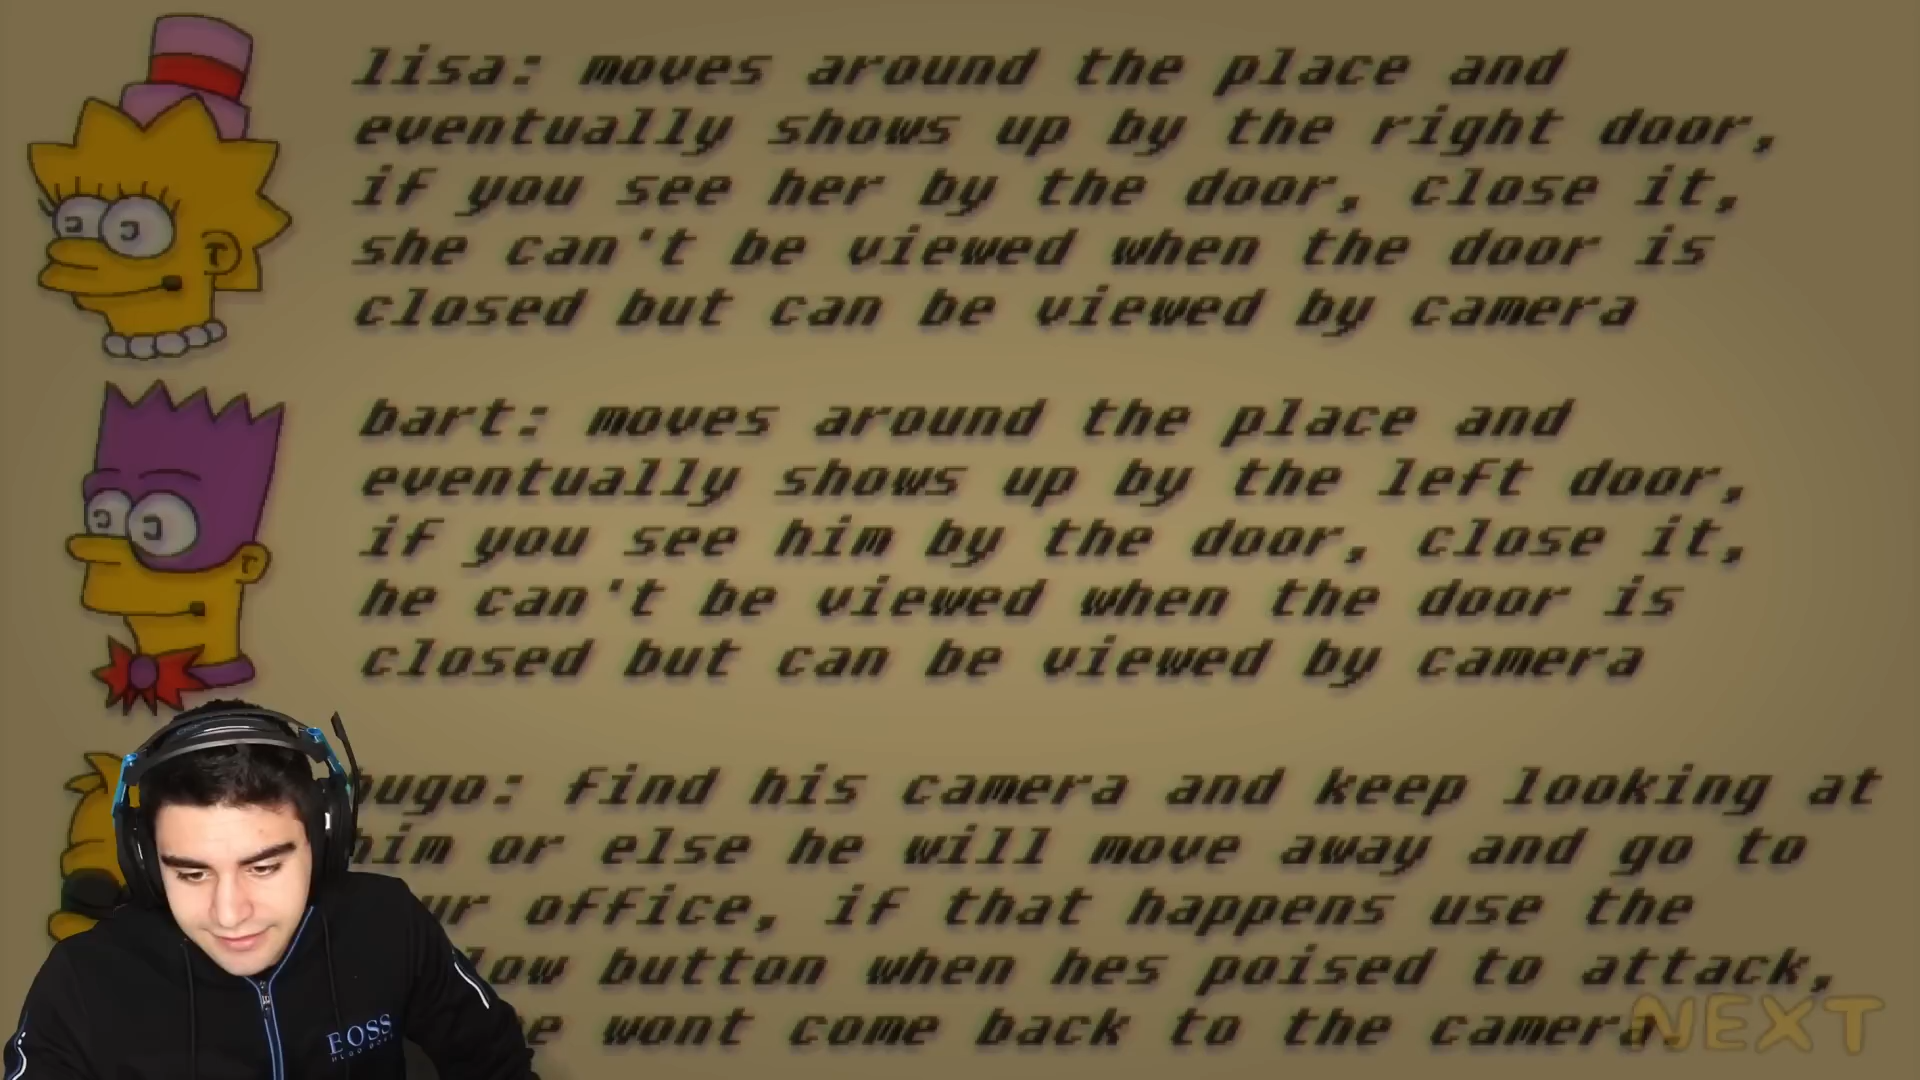 lisa: moves around the place and
eventually shows up by the right door,
if you see her by the door, close it,
she can't be viewed when the door is
closed but can be viewed by camera
bart: moves around the place and
eventually shows up by the left door,
if you see him by the door, close it,
he can't be viewed when the door is
closed but can be viewed by camera
hugo: find his camera and keep looking at
him or else he will move away and go to
office, if that happens use the
button when hes poised to attack,
wont come back to the camera.
NEXT
BOSS
HUGO BOSS